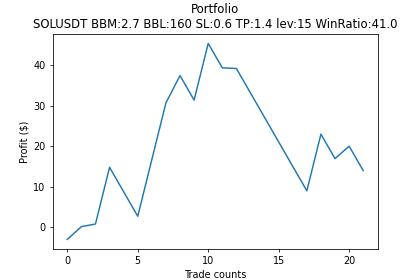 Portfolio
SOLUSDT BBM:2.7 BBL:160 SL:0.6 TP:1.4 lev:15 WinRatio:41.0
Profit ($)
40
30
20
10
0
0 5 10 15 20
Trade counts